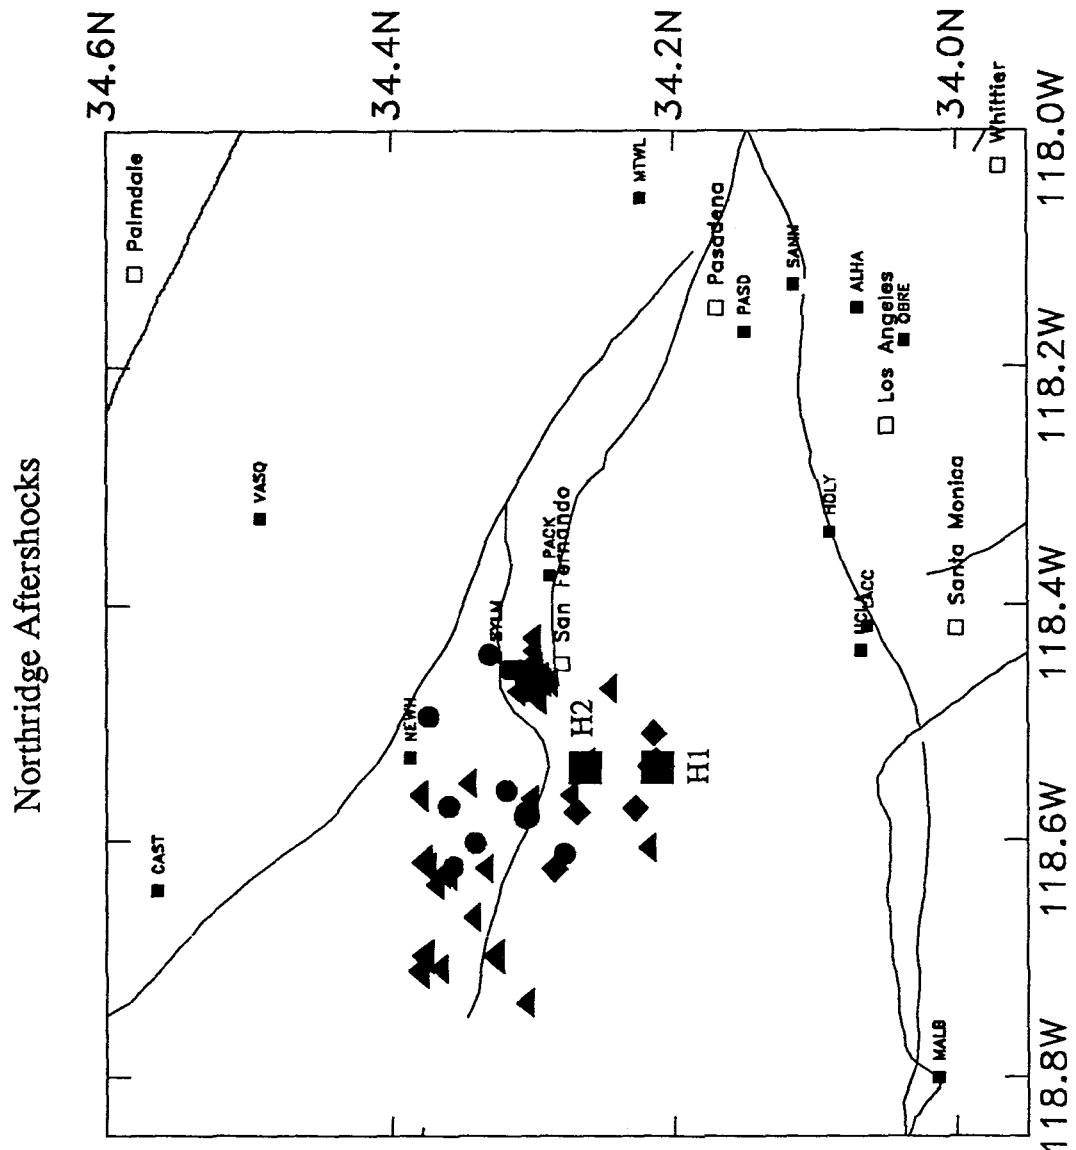 Northridge Aftershocks
34.6N
34.4N
34.2N
34.0N
118.0W
118.2W
118.4W
118.6W
118.8W
Palmdale
Whittier
MTWL
Pasadena
PASD
SANM
ALHA
Los Angeles
OBRE
VASQ
HOLY
PACK
San Fernando
Santa Monica
SYLM
UCLA
LACC
NEWH
H2
H1
CAST
MALB